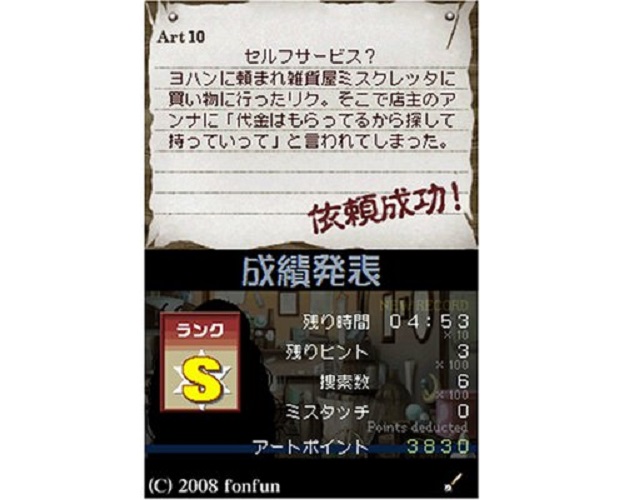 Art 10
セルフサービス？
ヨハンに頼まれ雑貨屋ミスクレッタに
買い物に行ったリク。そこで店主のア
ンナに「代金はもらってるから探して
持っていって」と言われてしまった。
依頼成功！
成績発表
NEW RECORD
ランク
S
残り時間 04:53
× 10
残りヒント 3
× 100
捜索数 6
× 100
ミスタッチ 0
Points deducted
アートポイント 3830
(C) 2008 fonfun